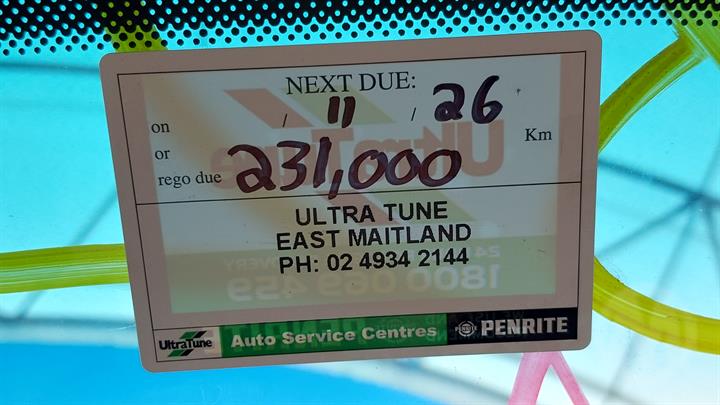 NEXT DUE:
on / 11 / 26
or
rego due 231,000 Km
ULTRA TUNE
EAST MAITLAND
PH: 02 4934 2144
UltraTune Auto Service Centres PENRITE